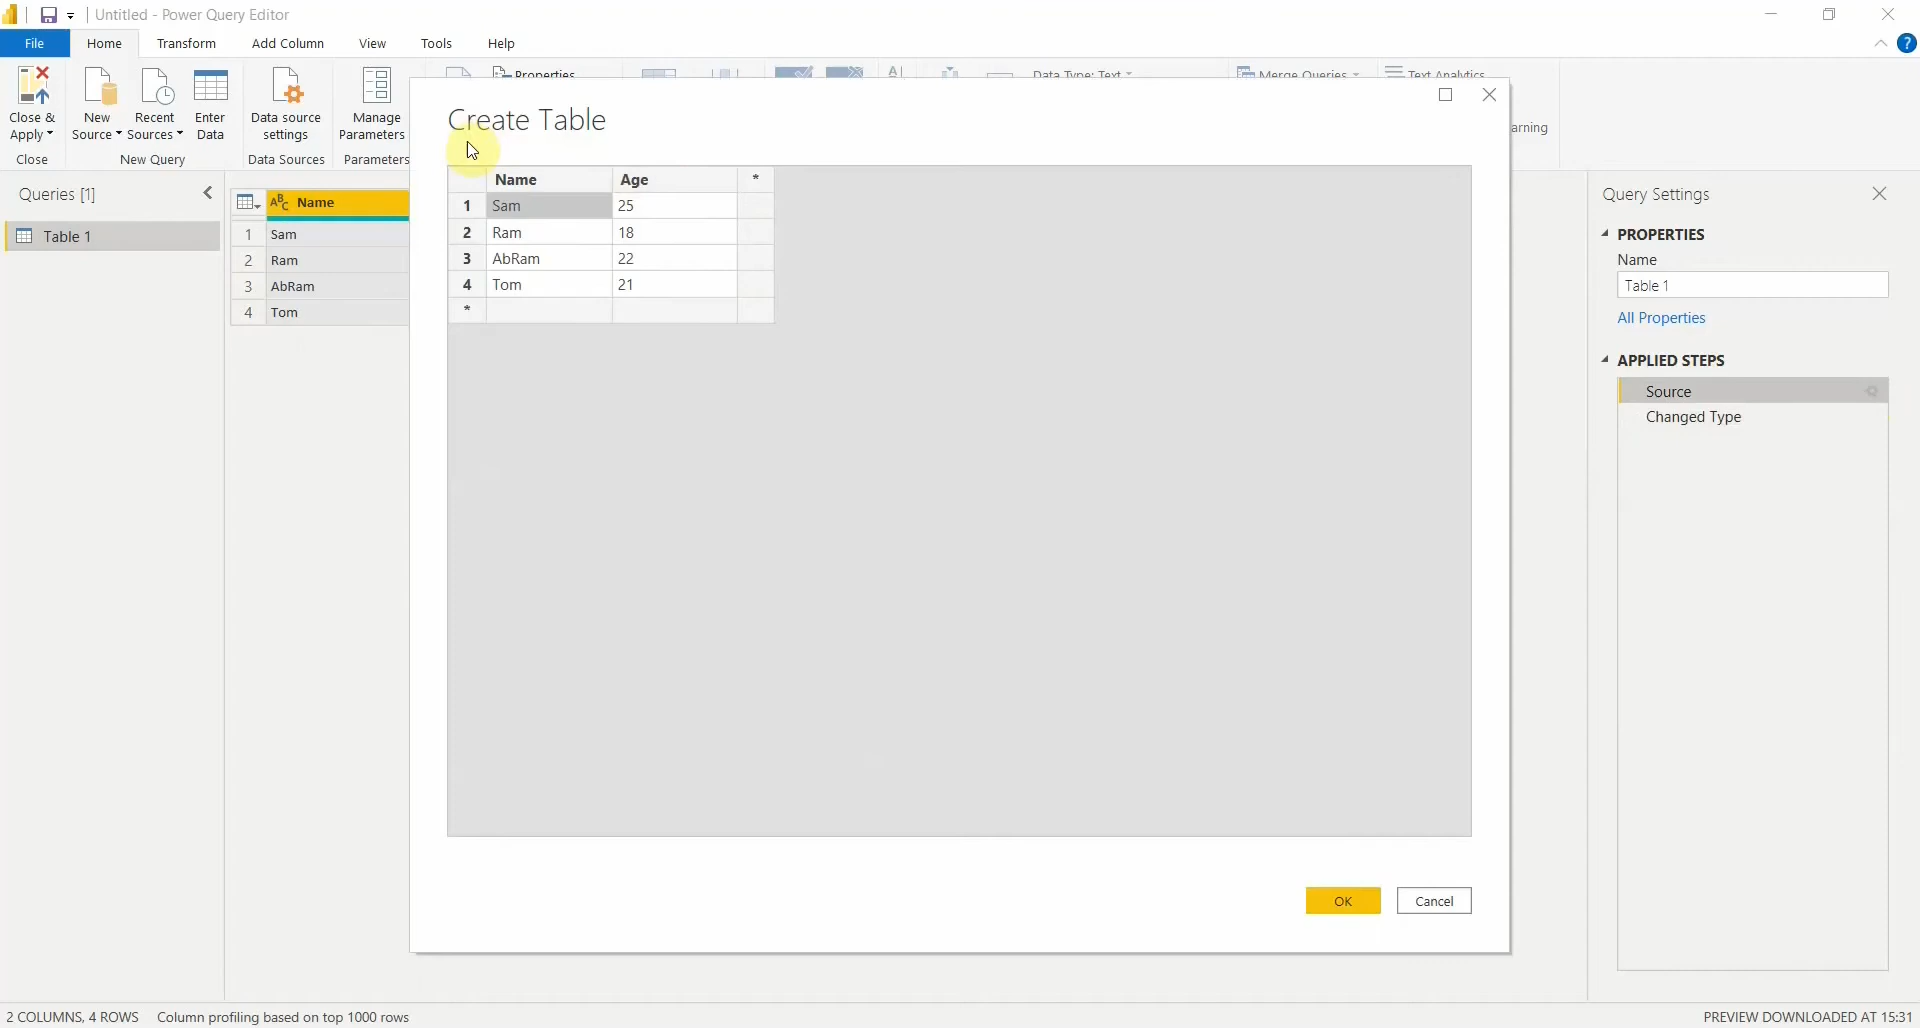 Untitled - Power Query Editor
File Home Transform Add Column View Tools Help
Close & Apply
New Source
Recent Sources
Enter Data
Data source settings
Manage Parameters
Properties
Data Type: Text
Merge Queries
Text Analytics
arning
Close
New Query
Data Sources
Parameters
Queries [1]
Table 1
ABC Name
1 Sam
2 Ram
3 AbRam
4 Tom
Create Table
Name Age *
1 Sam 25
2 Ram 18
3 AbRam 22
4 Tom 21
*
OK Cancel
Query Settings
PROPERTIES
Name
Table 1
All Properties
APPLIED STEPS
Source
Changed Type
2 COLUMNS, 4 ROWS Column profiling based on top 1000 rows
PREVIEW DOWNLOADED AT 15:31